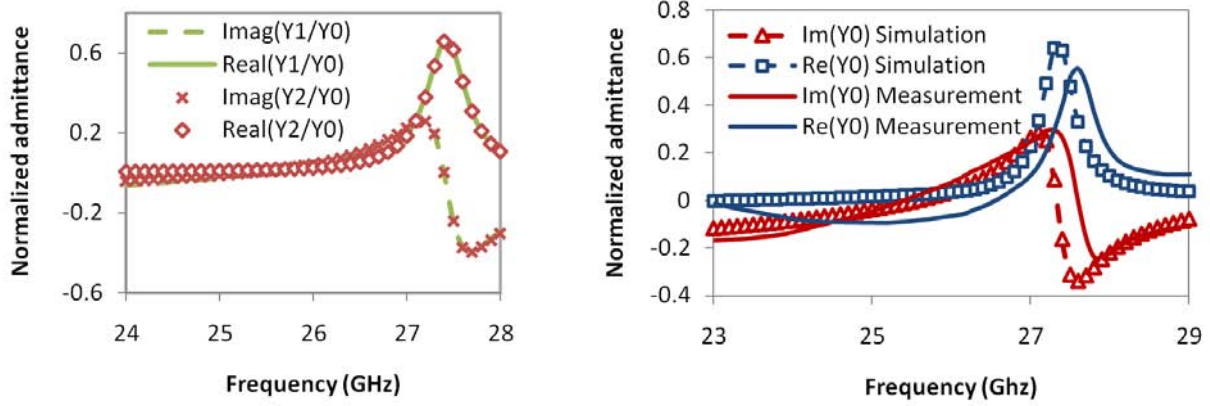 Normalized admittance
0.6
0.2
-0.2
-0.6
Imag(Y1/Y0)
Real(Y1/Y0)
Imag(Y2/Y0)
Real(Y2/Y0)
24 25 26 27 28
Frequency (GHz)
Normalized admittance
0.8
0.6
0.4
0.2
0
-0.2
-0.4
Im(Y0) Simulation
Re(Y0) Simulation
Im(Y0) Measurement
Re(Y0) Measurement
23 25 27 29
Frequency (Ghz)